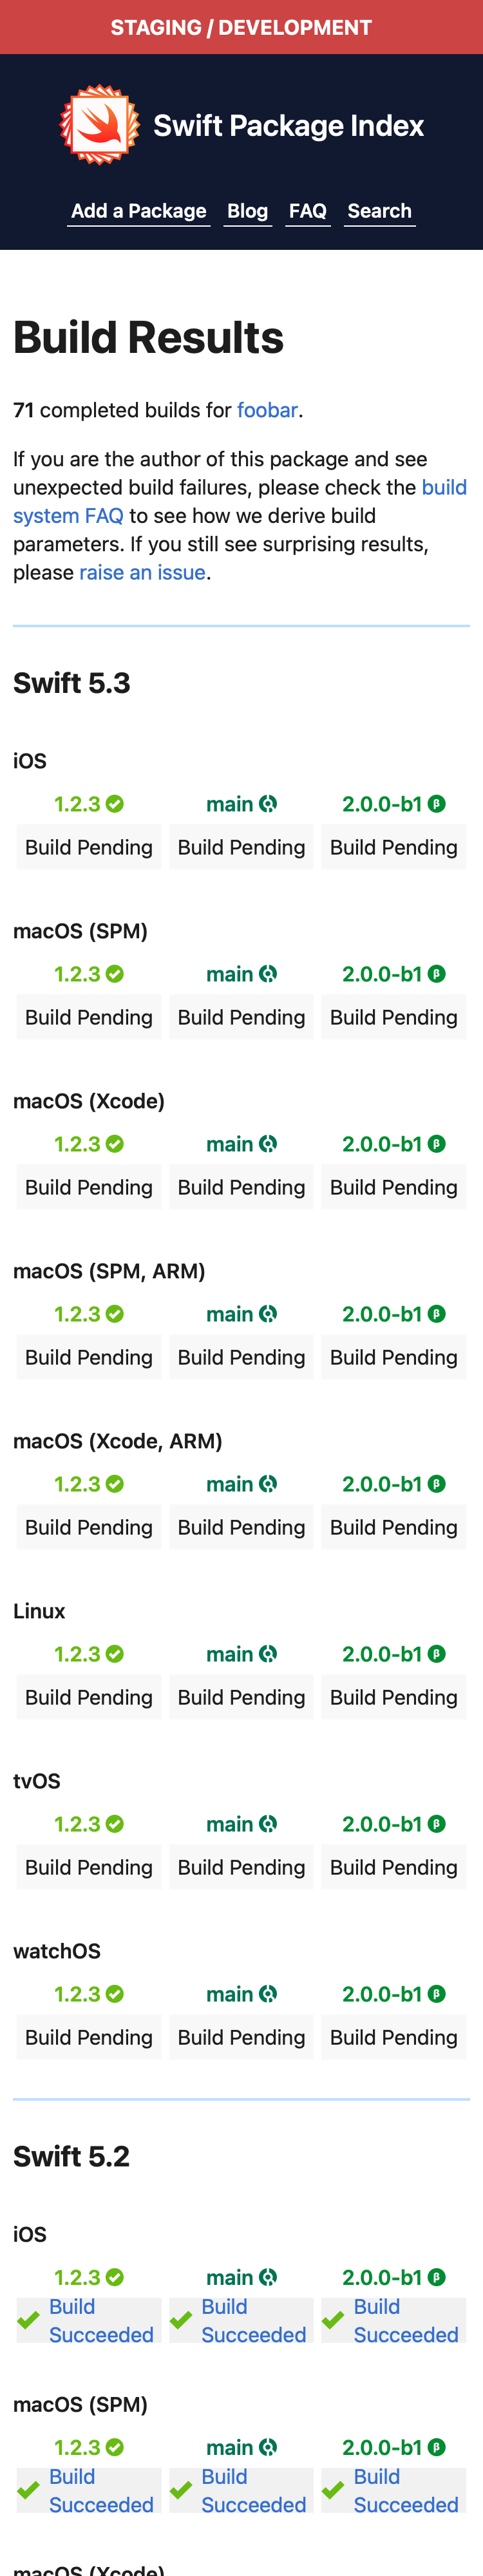 STAGING / DEVELOPMENT
Swift Package Index
Add a Package Blog FAQ Search
Build Results
71 completed builds for foobar.
If you are the author of this package and see
unexpected build failures, please check the build
system FAQ to see how we derive build
parameters. If you still see surprising results,
please raise an issue.
Swift 5.3
iOS
1.2.3 main 2.0.0-b1 β
Build Pending Build Pending Build Pending
macOS (SPM)
1.2.3 main 2.0.0-b1 β
Build Pending Build Pending Build Pending
macOS (Xcode)
1.2.3 main 2.0.0-b1 β
Build Pending Build Pending Build Pending
macOS (SPM, ARM)
1.2.3 main 2.0.0-b1 β
Build Pending Build Pending Build Pending
macOS (Xcode, ARM)
1.2.3 main 2.0.0-b1 β
Build Pending Build Pending Build Pending
Linux
1.2.3 main 2.0.0-b1 β
Build Pending Build Pending Build Pending
tvOS
1.2.3 main 2.0.0-b1 β
Build Pending Build Pending Build Pending
watchOS
1.2.3 main 2.0.0-b1 β
Build Pending Build Pending Build Pending
Swift 5.2
iOS
1.2.3 main 2.0.0-b1 β
Build Build Build
Succeeded Succeeded Succeeded
macOS (SPM)
1.2.3 main 2.0.0-b1 β
Build Build Build
Succeeded Succeeded Succeeded
macOS (Xcode)